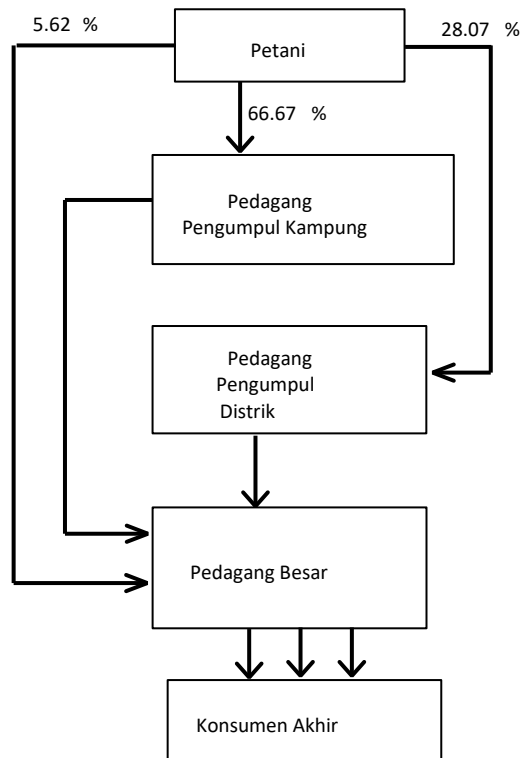 5.62 %
Petani
28.07 %
66.67 %
Pedagang
Pengumpul Kampung
Pedagang
Pengumpul
Distrik
Pedagang Besar
Konsumen Akhir